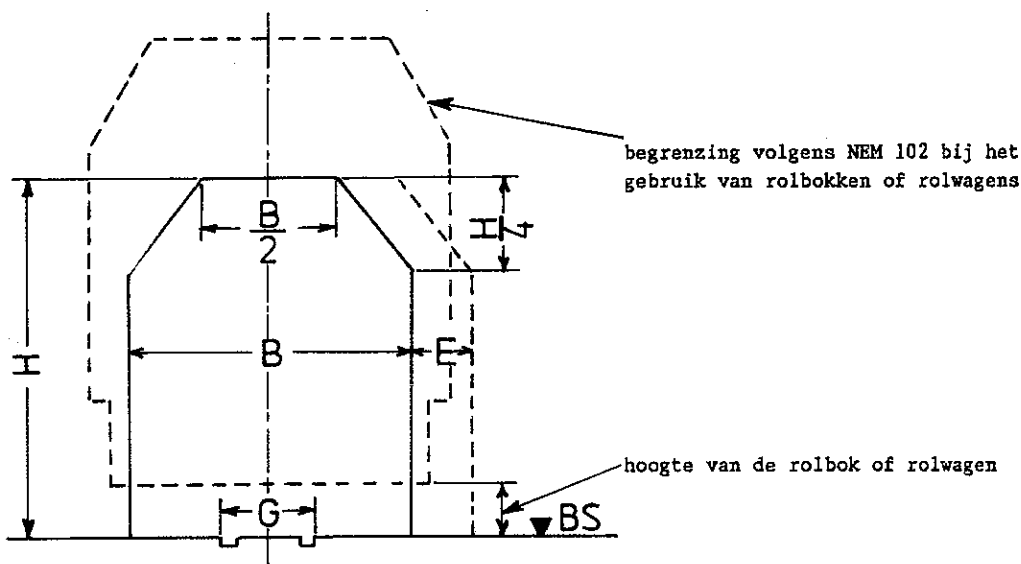 begrenzing volgens NEM 102 bij het
gebruik van rolbokken of rolwagens
B
2
H
4
H
B
E
hoogte van de rolbok of rolwagen
G
BS